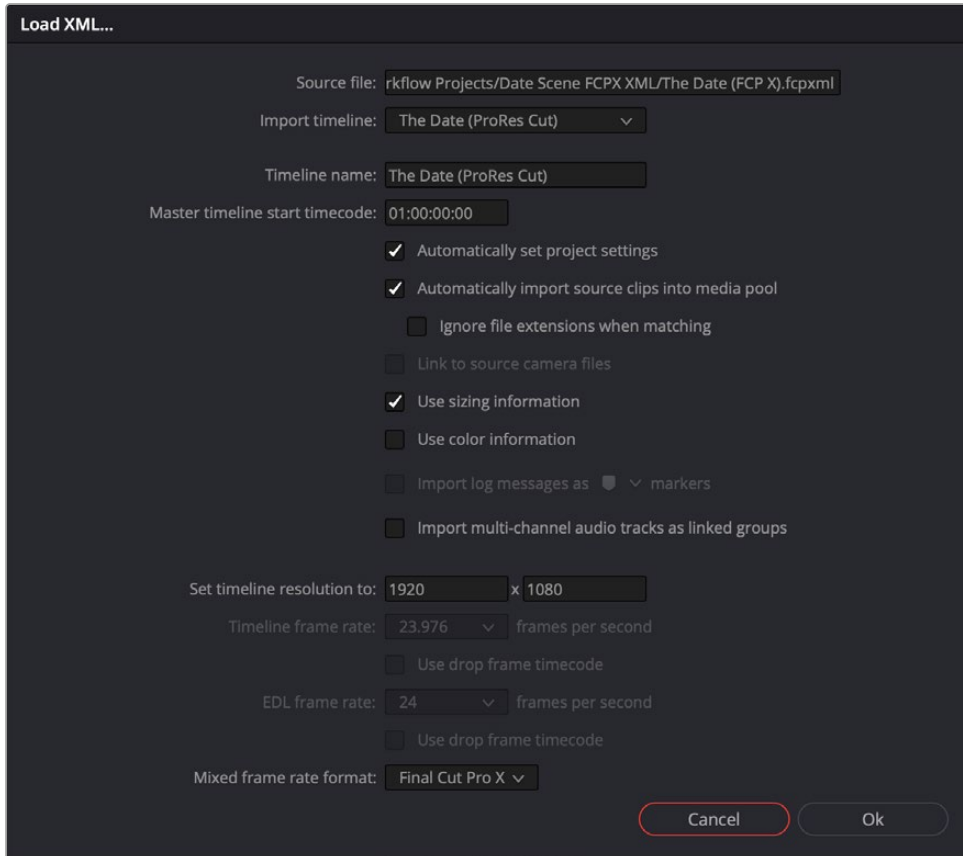 Load XML...
Source file: rkflow Projects/Date Scene FCPX XML/The Date (FCP X).fcpxml
Import timeline: The Date (ProRes Cut)
Timeline name: The Date (ProRes Cut)
Master timeline start timecode: 01:00:00:00
Automatically set project settings
Automatically import source clips into media pool
Ignore file extensions when matching
Link to source camera files
Use sizing information
Use color information
Import log messages as markers
Import multi-channel audio tracks as linked groups
Set timeline resolution to: 1920 x 1080
Timeline frame rate: 23.976 frames per second
Use drop frame timecode
EDL frame rate: 24 frames per second
Use drop frame timecode
Mixed frame rate format: Final Cut Pro X
Cancel Ok